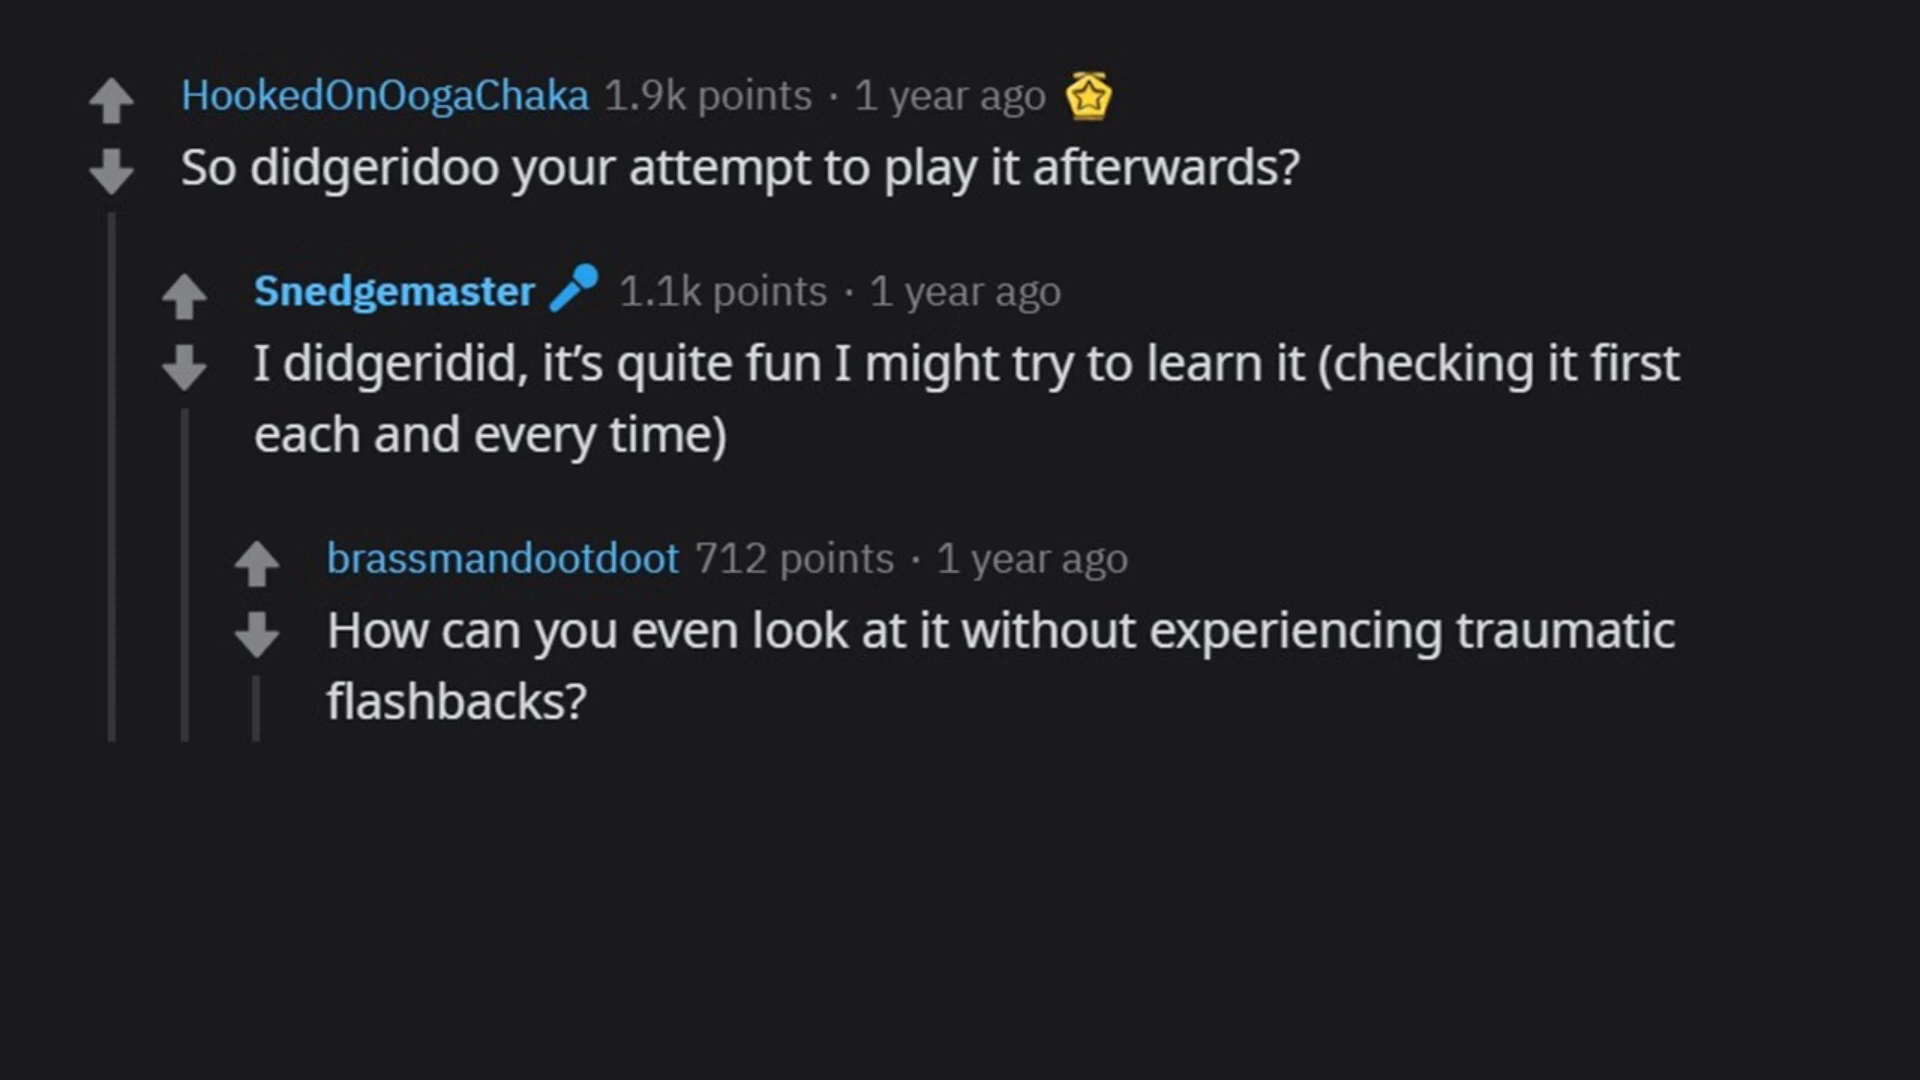 HookedOnOogaChaka 1.9k points · 1 year ago
So didgeridoo your attempt to play it afterwards?
Snedgemaster 1.1k points · 1 year ago
I didgeridid, it’s quite fun I might try to learn it (checking it first
each and every time)
brassmandootdoot 712 points · 1 year ago
How can you even look at it without experiencing traumatic
flashbacks?